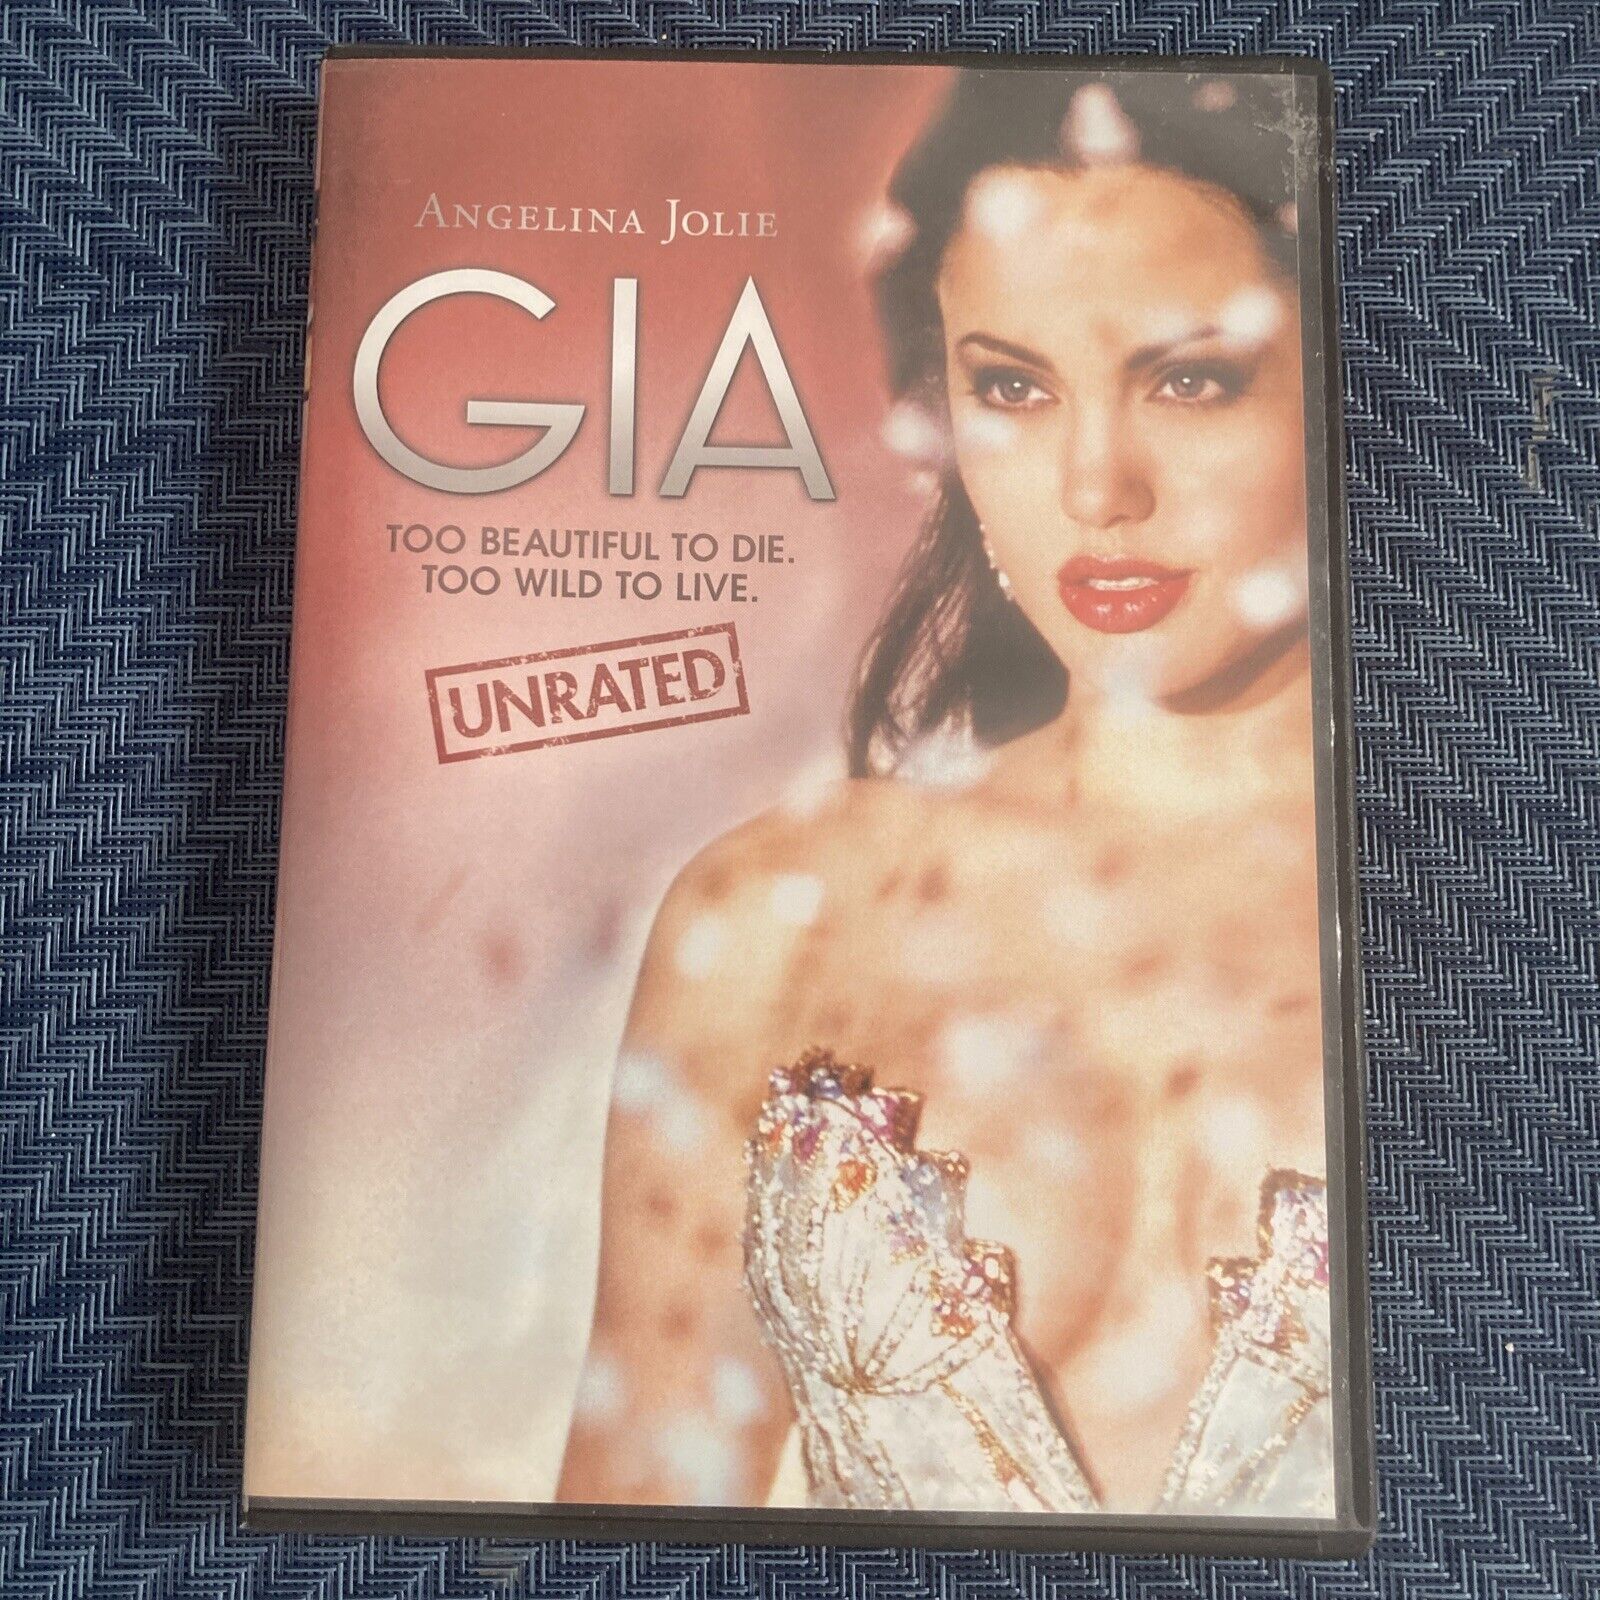 ANGELINA JOLIE
GIA
TOO BEAUTIFUL TO DIE.
TOO WILD TO LIVE.
UNRATED